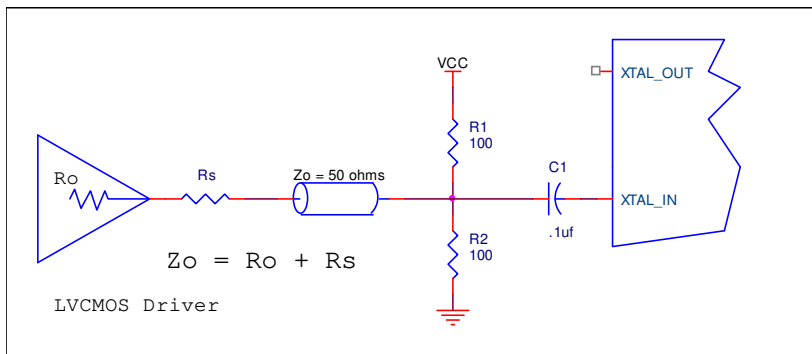 VCC
XTAL_OUT
R1
100
Ro
Rs
Zo = 50 ohms
C1
XTAL_IN
.1uf
R2
100
Zo = Ro + Rs
LVCMOS Driver